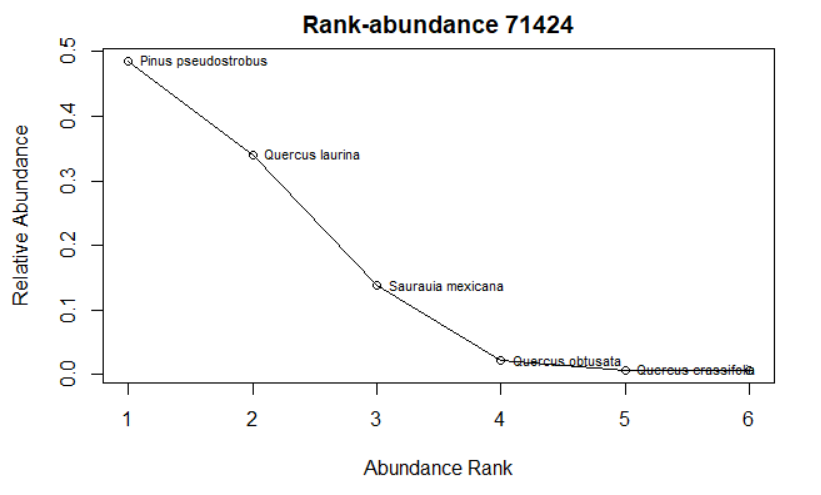 Rank-abundance 71424
Relative Abundance
0.5
0.4
0.3
0.2
0.1
0.0
Pinus pseudostrobus
Quercus laurina
Saurauia mexicana
Quercus obtusata
Quercus crassifolia
1 2 3 4 5 6
Abundance Rank